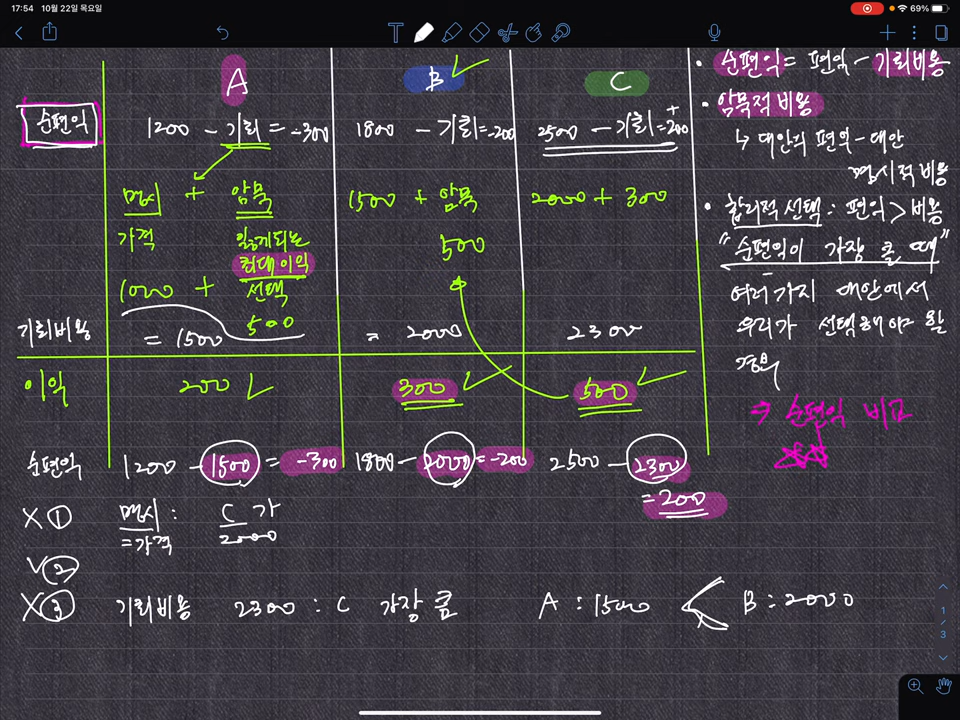 17:54 10월 22일 목요일
69%
A B C
순편익 1200 - 기회 = -300 1800 - 기회 = -200 2500 - 기회 = +200
명시 + 암묵 1500 + 암묵 2000 + 300
가격 잃게되는 500
최대이익
1000 + 선택
500
기회비용 = 1500 = 2000 2300
이익 200 300 500
순편익 1200 - 1500 = -300 1800 - 2000 = -200 2500 - 2300
= 200
X ① 명시 : C 가
= 가격 2000
V ②
X ③ 기회비용 2300 : C 가장 큼 A : 1500 < B : 2000
• 순편익 = 편익 - 기회비용
• 암묵적 비용
↳ 대안의 편익 - 대안
명시적 비용
• 합리적 선택 : 편익 > 비용
"순편익이 가장 클 때"
여러가지 대안에서
우리가 선택해야 할
경우
⇒ 순편익 비교
1
/
3